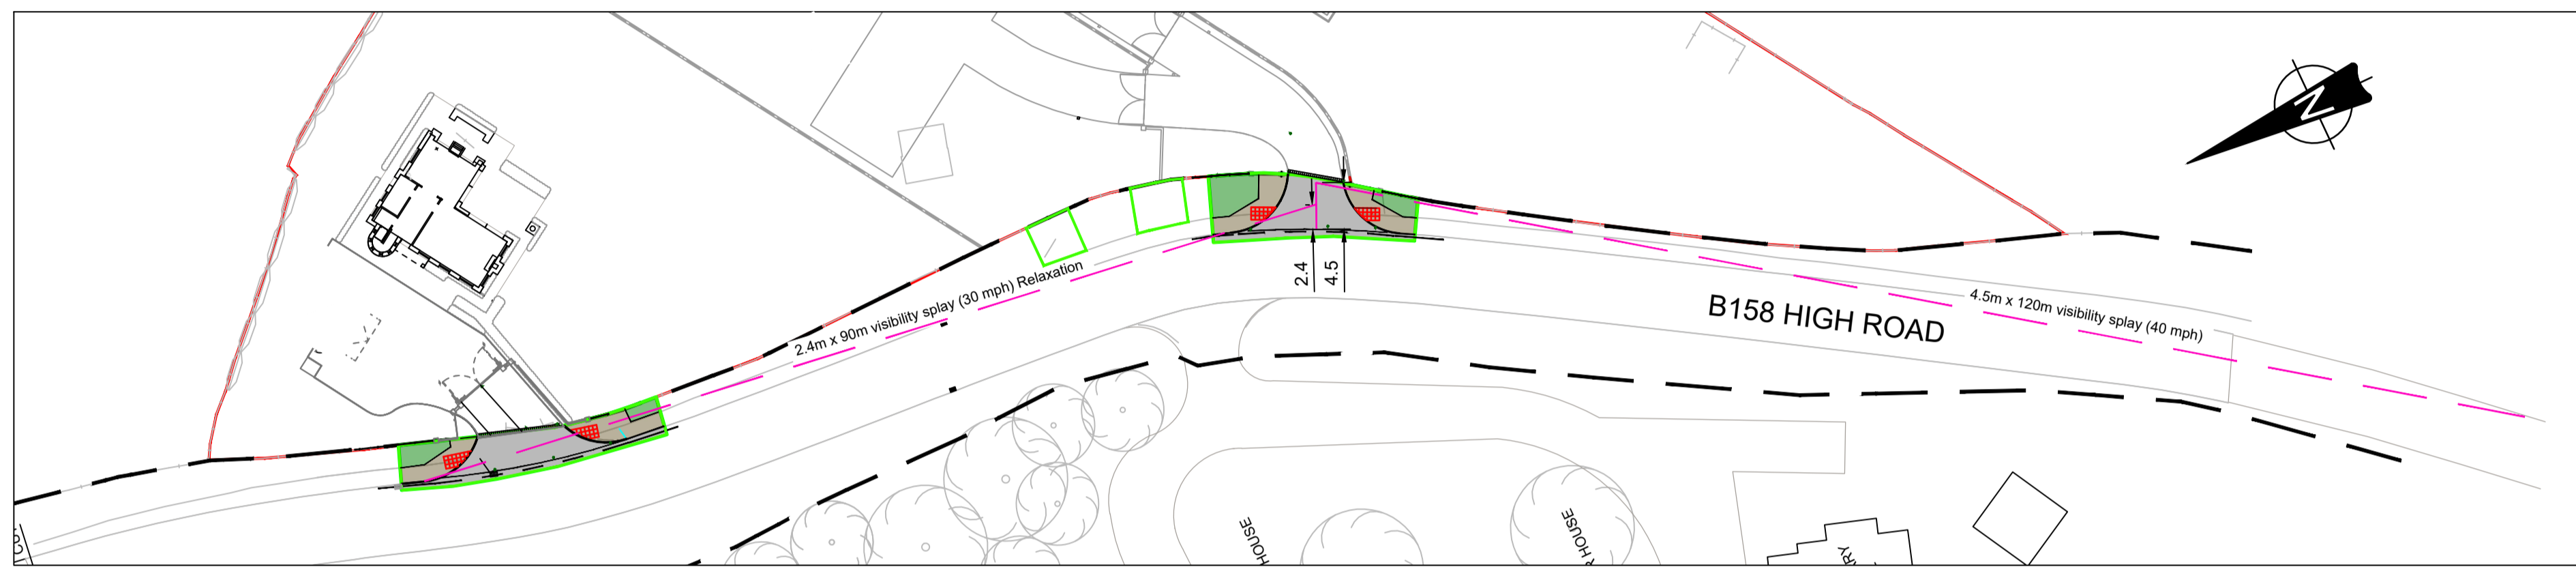 N
2.4m x 90m visibility splay (30 mph) Relaxation
2.4
4.5
B158 HIGH ROAD
4.5m x 120m visibility splay (40 mph)
HOUSE
R HOUSE
ARY